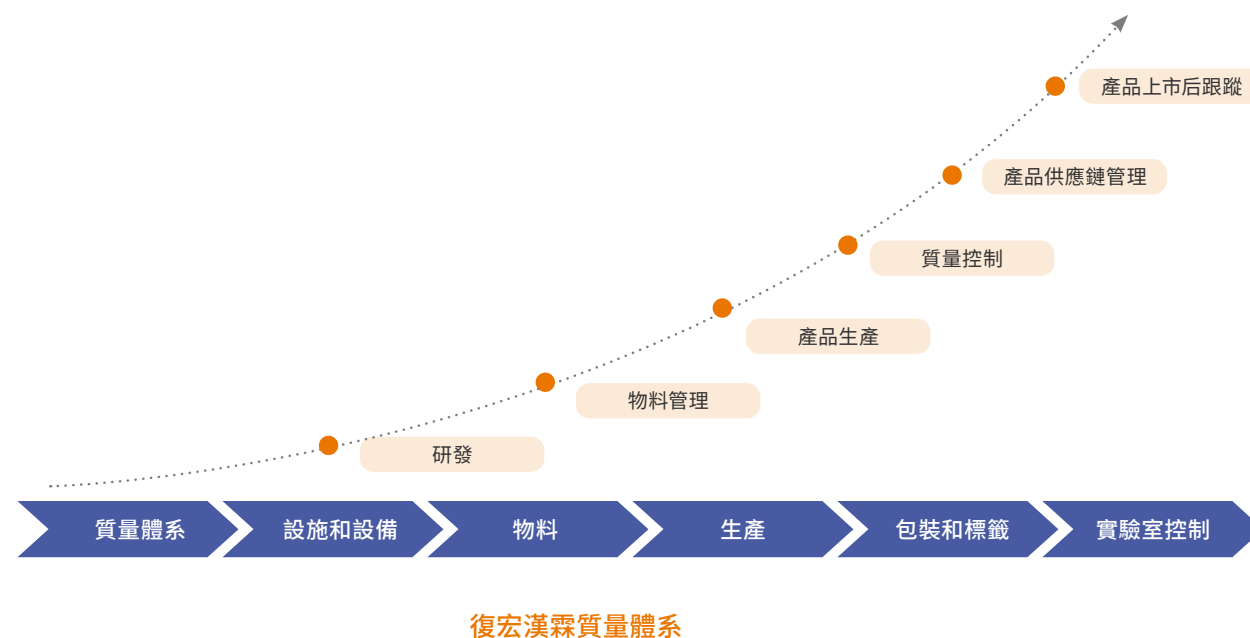 產品上市后跟蹤
產品供應鏈管理
質量控制
產品生產
物料管理
研發
質量體系
設施和設備
物料
生產
包裝和標籤
實驗室控制
復宏漢霖質量體系